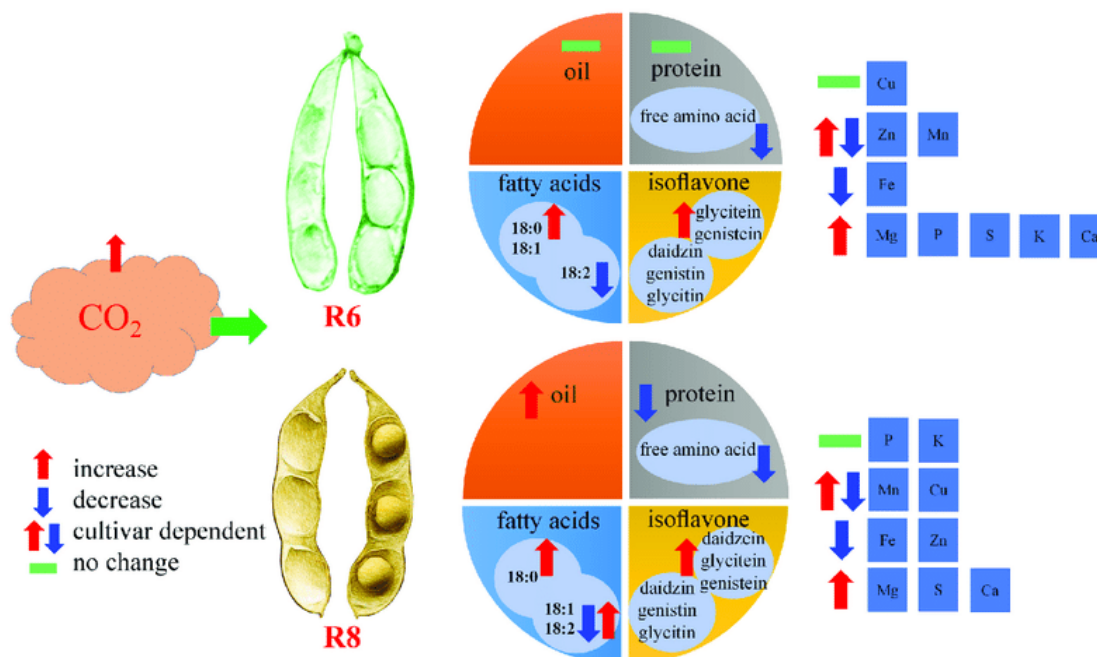 CO₂
increase
decrease
cultivar dependent
no change
R6
oil
protein
free amino acid
fatty acids
18:0
18:1
18:2
isoflavone
glycitein
genistein
daidzin
genistin
glycitin
Cu
Zn Mn
Fe
Mg P S K Ca
R8
oil
protein
free amino acid
fatty acids
18:0
18:1
18:2
isoflavone
daidzein
glycitein
genistein
daidzin
genistin
glycitin
P K
Mn Cu
Fe Zn
Mg S Ca